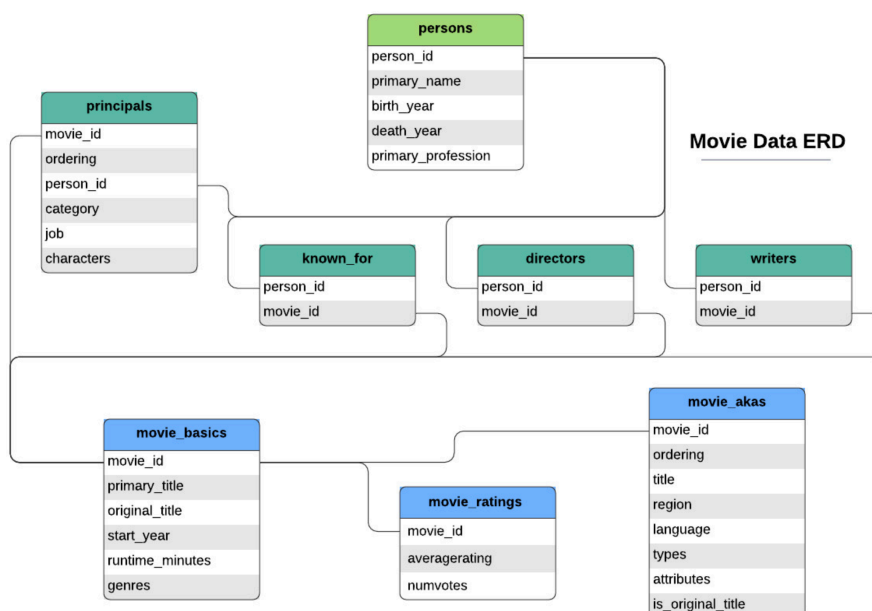 persons
person_id
primary_name
birth_year
death_year
primary_profession
Movie Data ERD
principals
movie_id
ordering
person_id
category
job
characters
known_for
person_id
movie_id
directors
person_id
movie_id
writers
person_id
movie_id
movie_basics
movie_id
primary_title
original_title
start_year
runtime_minutes
genres
movie_ratings
movie_id
averagerating
numvotes
movie_akas
movie_id
ordering
title
region
language
types
attributes
is_original_title